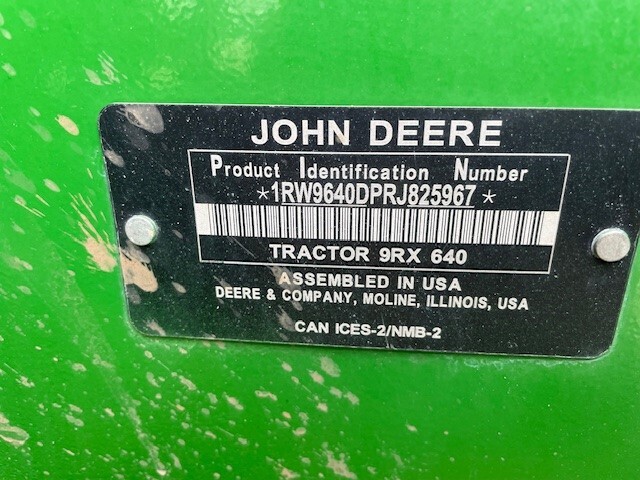 JOHN DEERE
Product Identification Number
*1RW9640DPRJ825967*
TRACTOR 9RX 640
ASSEMBLED IN USA
DEERE & COMPANY, MOLINE, ILLINOIS, USA
CAN ICES-2/NMB-2